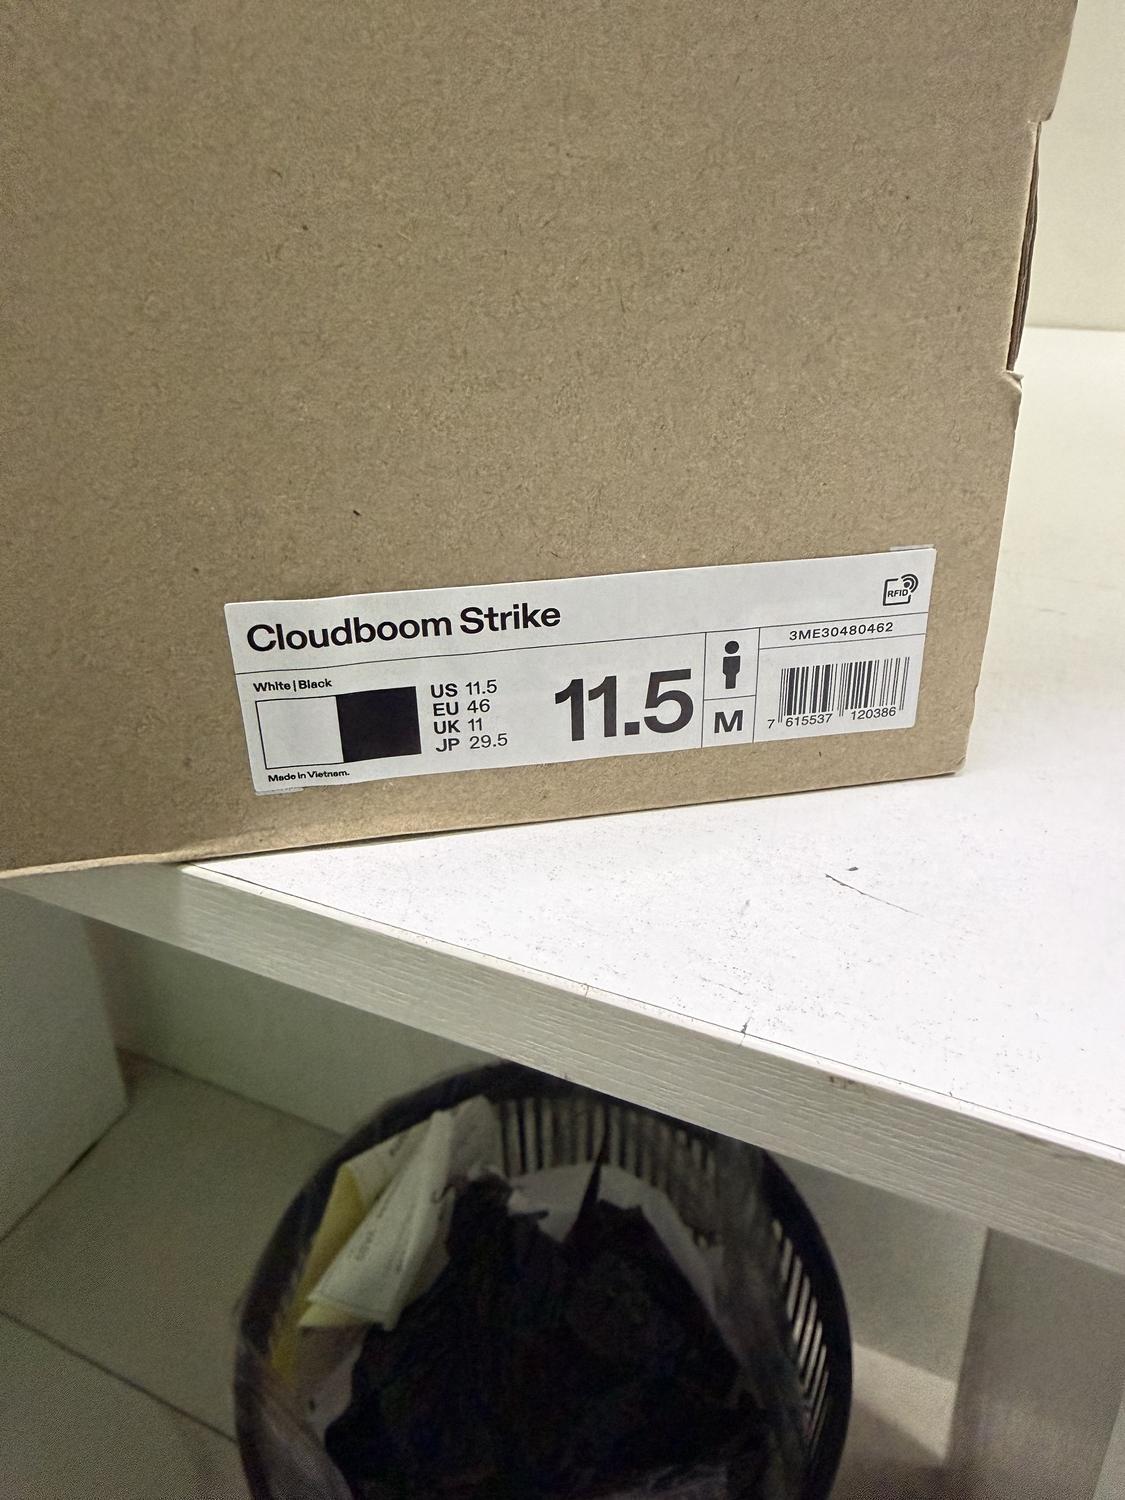 Cloudboom Strike
RFID
White|Black
US 11.5
EU 46
UK 11
JP 29.5
Made in Vietnam.
11.5
M
3ME30480462
7 615537 120386